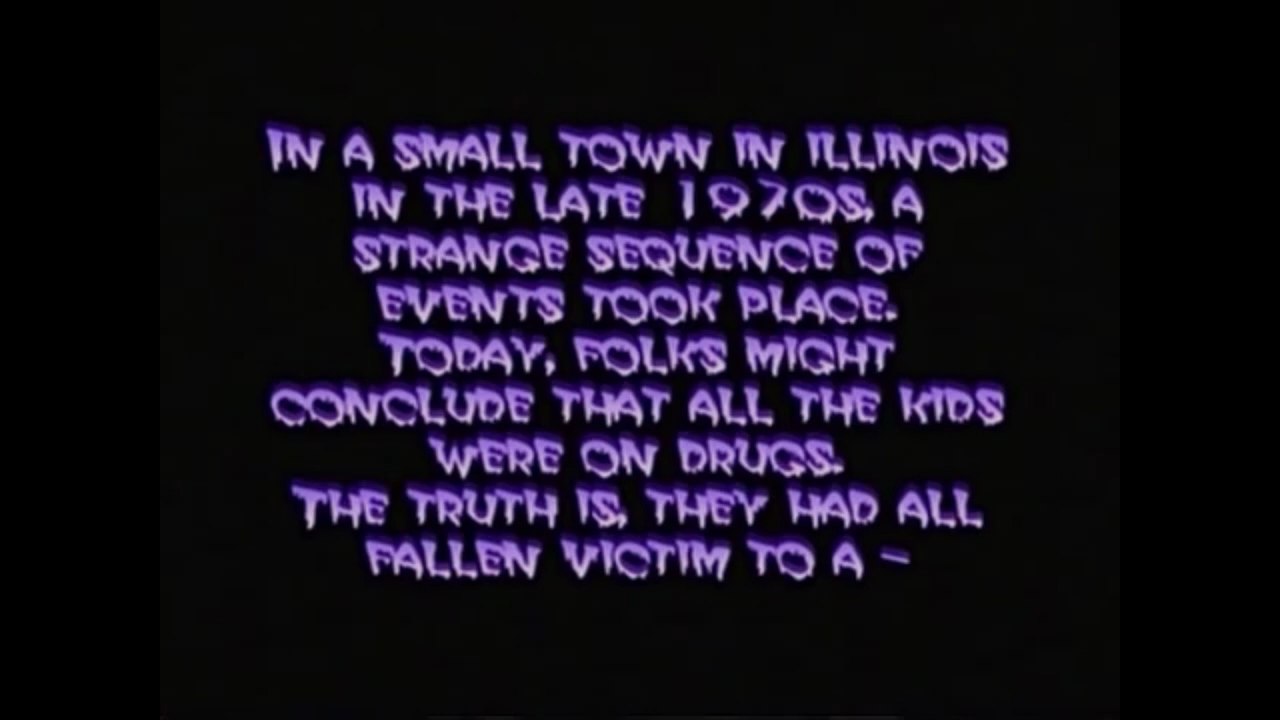 IN A SMALL TOWN IN ILLINOIS
IN THE LATE 1970S, A
STRANGE SEQUENCE OF
EVENTS TOOK PLACE.
TODAY, FOLKS MIGHT
CONCLUDE THAT ALL THE KIDS
WERE ON DRUGS.
THE TRUTH IS, THEY HAD ALL
FALLEN VICTIM TO A -